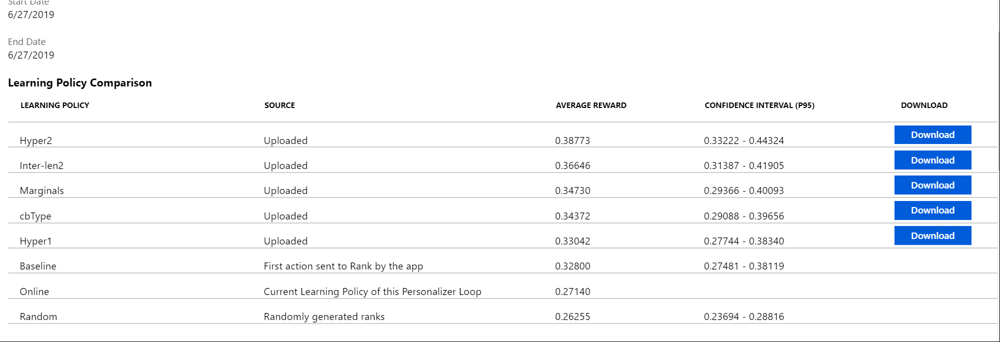 Start Date
6/27/2019
End Date
6/27/2019
Learning Policy Comparison
LEARNING POLICY SOURCE AVERAGE REWARD CONFIDENCE INTERVAL (P95) DOWNLOAD
Hyper2 Uploaded 0.38773 0.33222 - 0.44324 Download
Inter-len2 Uploaded 0.36646 0.31387 - 0.41905 Download
Marginals Uploaded 0.34730 0.29366 - 0.40093 Download
cbType Uploaded 0.34372 0.29088 - 0.39656 Download
Hyper1 Uploaded 0.33042 0.27744 - 0.38340 Download
Baseline First action sent to Rank by the app 0.32800 0.27481 - 0.38119
Online Current Learning Policy of this Personalizer Loop 0.27140
Random Randomly generated ranks 0.26255 0.23694 - 0.28816